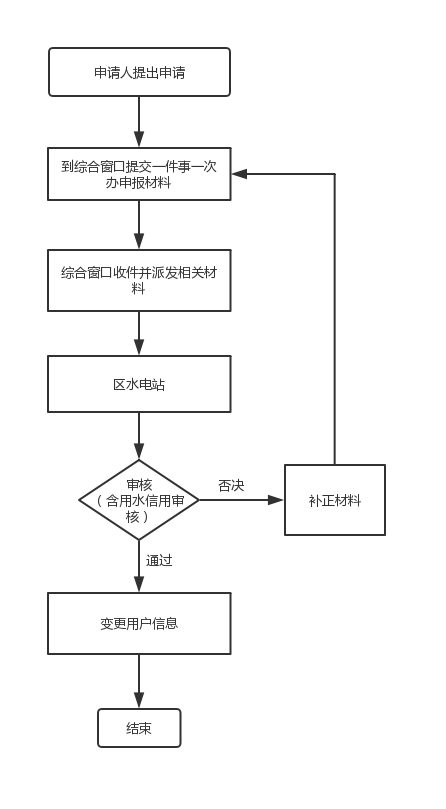 申请人提出申请
到综合窗口提交一件事一次
办申报材料
综合窗口收件并派发相关材
料
区水电站
审核
（含用水信用审
核）
否决
补正材料
通过
变更用户信息
结束